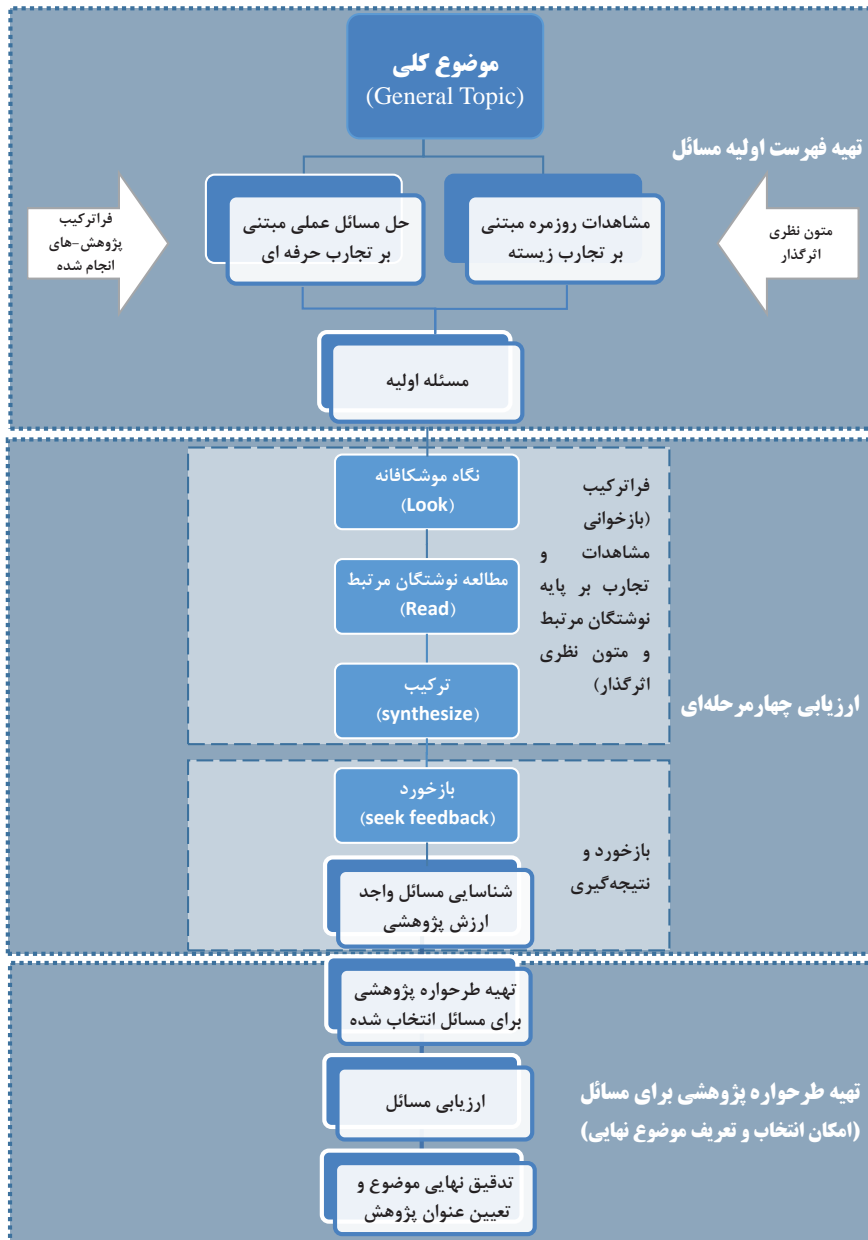 موضوع کلی
(General Topic)
تهیه فهرست اولیه مسائل
مشاهدات روزمره مبتنی
بر تجارب زیسته
حل مسائل عملی مبتنی
بر تجارب حرفه ای
متون نظری
اثرگذار
فراترکیب
پژوهش-های
انجام شده
مسئله اولیه
نگاه موشکافانه
(Look)
مطالعه نوشتگان مرتبط
(Read)
ترکیب
(synthesize)
فراترکیب
(بازخوانی
مشاهدات و
تجارب بر پایه
نوشتگان مرتبط
و متون نظری
اثرگذار)
ارزیابی چهارمرحله‌ای
بازخورد
(seek feedback)
شناسایی مسائل واجد
ارزش پژوهشی
بازخورد و
نتیجه‌گیری
تهیه طرحواره پژوهشی
برای مسائل انتخاب شده
ارزیابی مسائل
تدقیق نهایی موضوع و
تعیین عنوان پژوهش
تهیه طرحواره پژوهشی برای مسائل
(امکان انتخاب و تعریف موضوع نهایی)